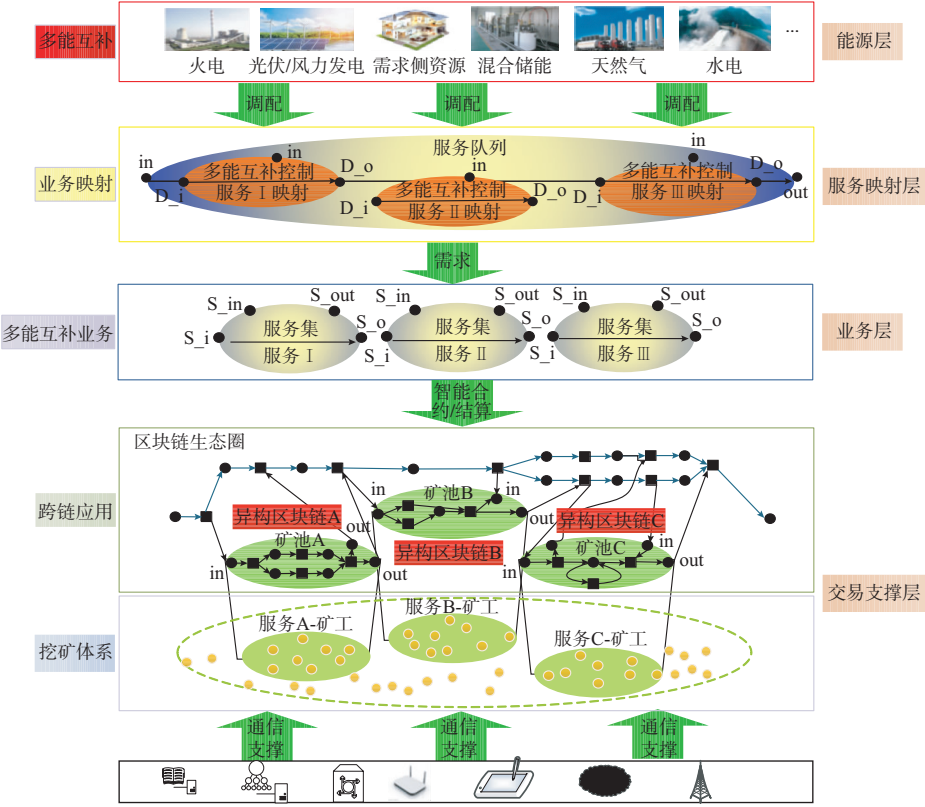 多能互补
火电
光伏/风力发电
需求侧资源
混合储能
天然气
水电
...
能源层
调配
调配
调配
业务映射
服务队列
in
in
多能互补控制
服务Ⅰ映射
D_i
D_o
in
多能互补控制
服务Ⅱ映射
D_i
D_o
in
多能互补控制
服务Ⅲ映射
D_i
D_o
out
服务映射层
需求
多能互补业务
S_in
S_out
S_i
服务集
服务Ⅰ
S_o
S_in
S_out
S_i
服务集
服务Ⅱ
S_o
S_in
S_out
S_i
服务集
服务Ⅲ
S_o
业务层
智能合
约/结算
区块链生态圈
跨链应用
异构区块链A
矿池A
in
out
out
in
矿池B
in
out
异构区块链B
异构区块链C
矿池C
in
in
out
交易支撑层
挖矿体系
服务A-矿工
服务B-矿工
服务C-矿工
通信
支撑
通信
支撑
通信
支撑